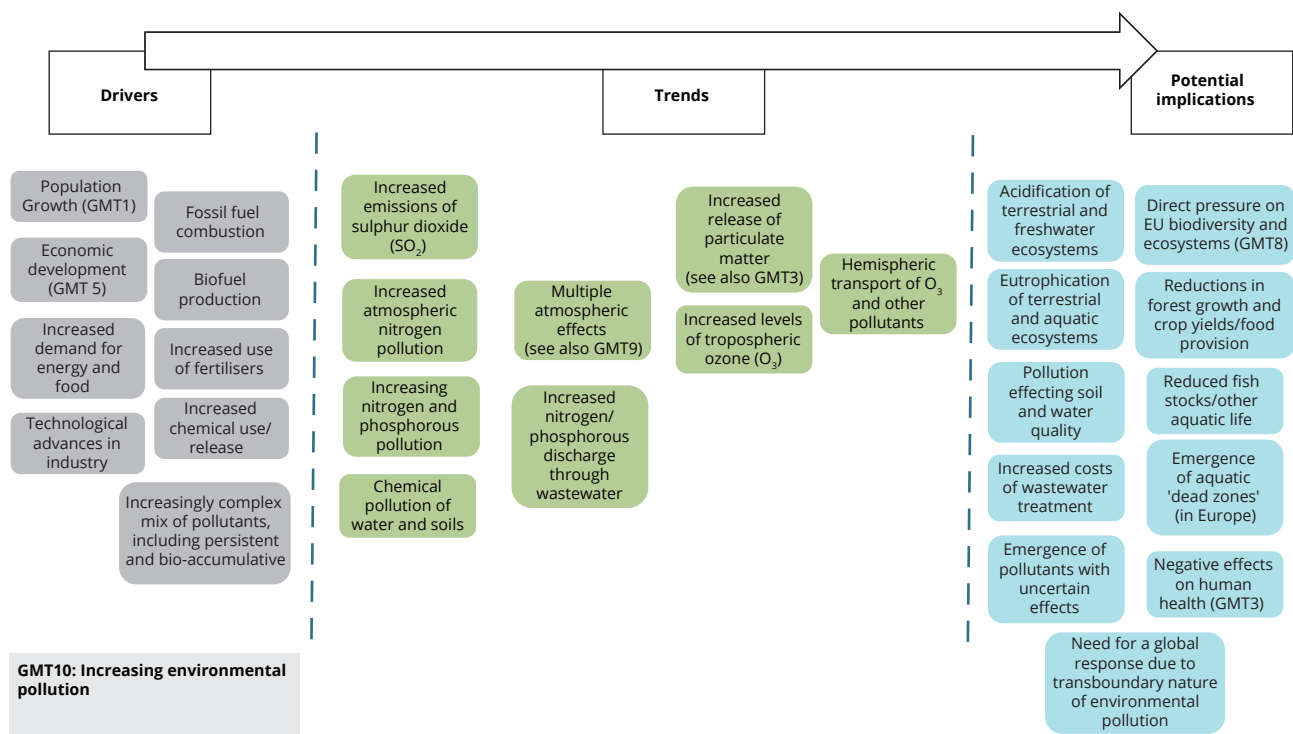 Drivers
Trends
Potential
implications
Population
Growth (GMT1)
Economic
development
(GMT 5)
Increased
demand for
energy and
food
Technological
advances in
industry
Fossil fuel
combustion
Biofuel
production
Increased use
of fertilisers
Increased
chemical use/
release
Increasingly complex
mix of pollutants,
including persistent
and bio-accumulative
Increased
emissions of
sulphur dioxide
(SO₂)
Increased
atmospheric
nitrogen
pollution
Increasing
nitrogen and
phosphorous
pollution
Chemical
pollution of
water and soils
Multiple
atmospheric
effects
(see also GMT9)
Increased
nitrogen/
phosphorous
discharge
through
wastewater
Increased
release of
particulate
matter
(see also GMT3)
Increased levels
of tropospheric
ozone (O₃)
Hemispheric
transport of O₃
and other
pollutants
Acidification of
terrestrial and
freshwater
ecosystems
Eutrophication
of terrestrial
and aquatic
ecosystems
Pollution
effecting soil
and water
quality
Increased costs
of wastewater
treatment
Emergence of
pollutants with
uncertain
effects
Direct pressure on
EU biodiversity and
ecosystems (GMT8)
Reductions in
forest growth and
crop yields/food
provision
Reduced fish
stocks/other
aquatic life
Emergence
of aquatic
'dead zones'
(in Europe)
Negative effects
on human
health (GMT3)
Need for a global
response due to
transboundary nature
of environmental
pollution
GMT10: Increasing environmental
pollution